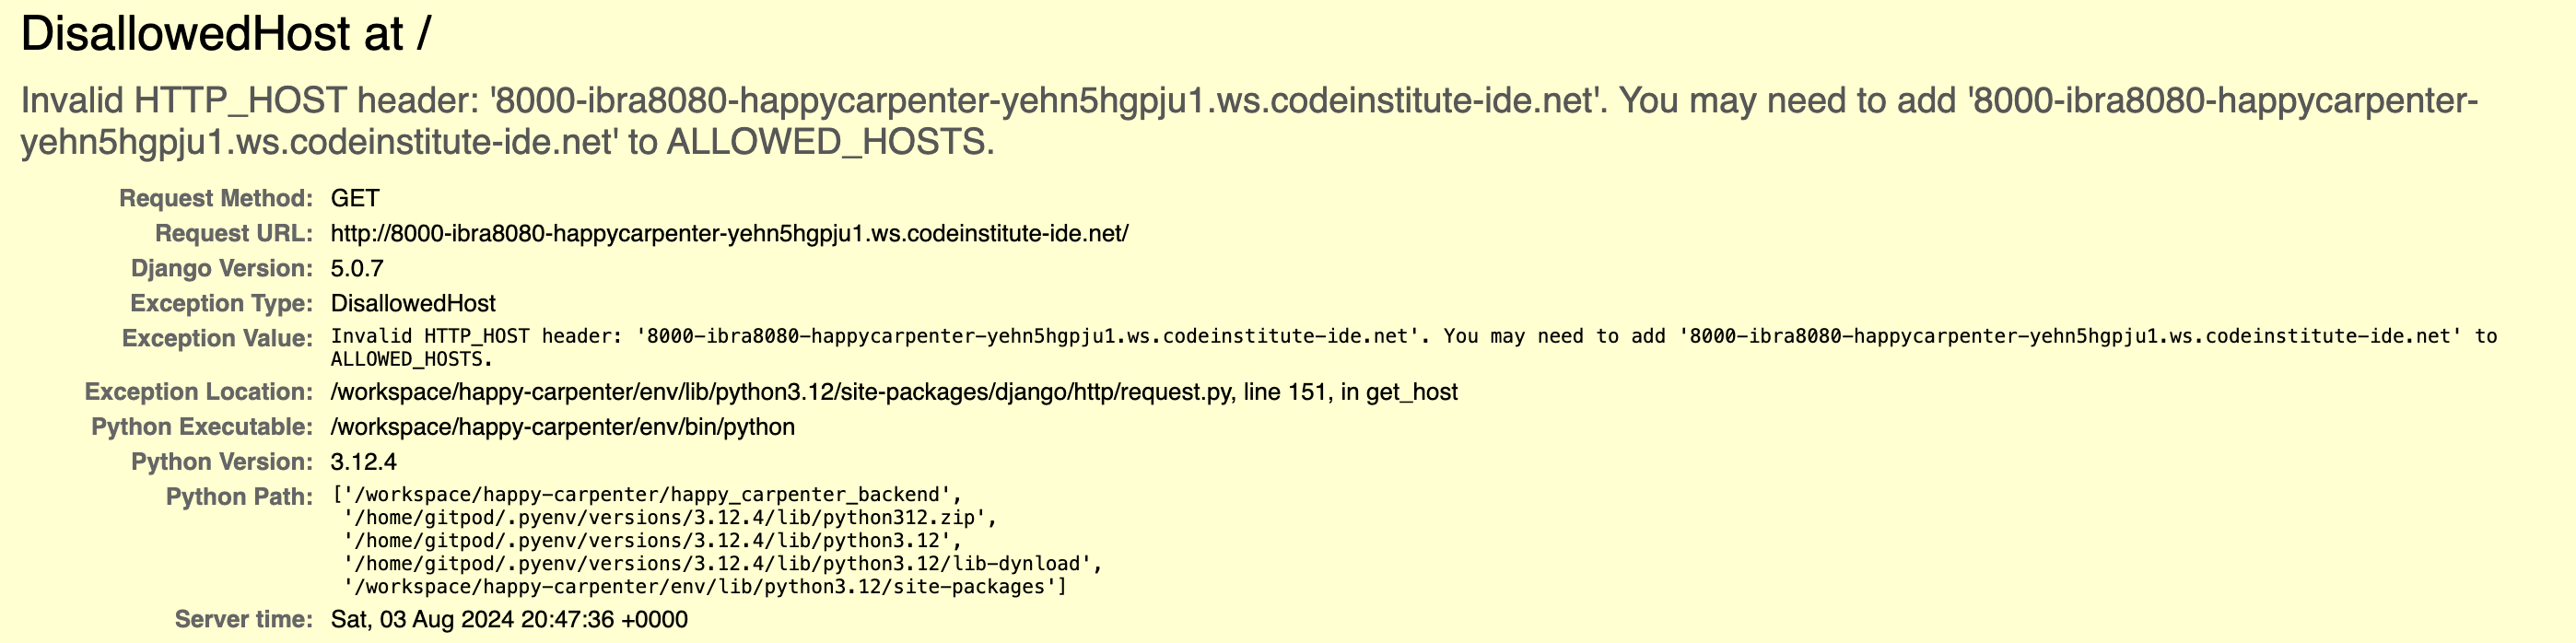 DisallowedHost at /
Invalid HTTP_HOST header: '8000-ibra8080-happycarpenter-yehn5hgpju1.ws.codeinstitute-ide.net'. You may need to add '8000-ibra8080-happycarpenter-
yehn5hgpju1.ws.codeinstitute-ide.net' to ALLOWED_HOSTS.
Request Method: GET
Request URL: http://8000-ibra8080-happycarpenter-yehn5hgpju1.ws.codeinstitute-ide.net/
Django Version: 5.0.7
Exception Type: DisallowedHost
Exception Value: Invalid HTTP_HOST header: '8000-ibra8080-happycarpenter-yehn5hgpju1.ws.codeinstitute-ide.net'. You may need to add '8000-ibra8080-happycarpenter-yehn5hgpju1.ws.codeinstitute-ide.net' to
ALLOWED_HOSTS.
Exception Location: /workspace/happy-carpenter/env/lib/python3.12/site-packages/django/http/request.py, line 151, in get_host
Python Executable: /workspace/happy-carpenter/env/bin/python
Python Version: 3.12.4
Python Path: ['/workspace/happy-carpenter/happy_carpenter_backend',
'/home/gitpod/.pyenv/versions/3.12.4/lib/python312.zip',
'/home/gitpod/.pyenv/versions/3.12.4/lib/python3.12',
'/home/gitpod/.pyenv/versions/3.12.4/lib/python3.12/lib-dynload',
'/workspace/happy-carpenter/env/lib/python3.12/site-packages']
Server time: Sat, 03 Aug 2024 20:47:36 +0000